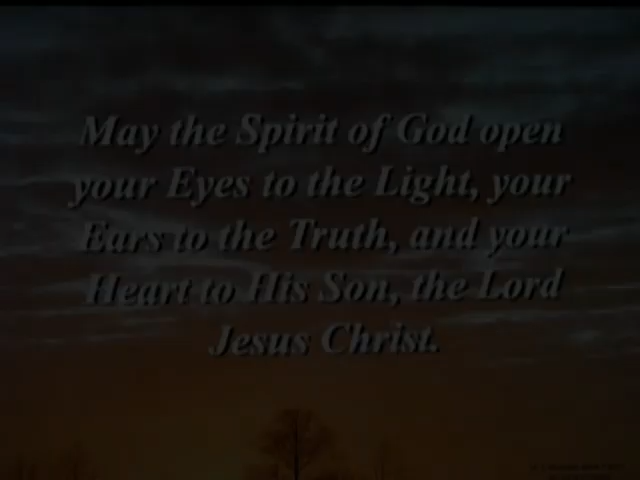 May the Spirit of God open
your Eyes to the Light, your
Ears to the Truth, and your
Heart to His Son, the Lord
Jesus Christ.